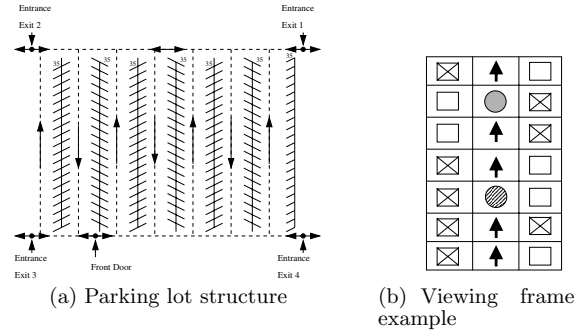 Entrance
Exit 2
Entrance
Exit 1
35
35
35
35
35
35
35
Entrance
Exit 3
Front Door
Entrance
Exit 4
(a) Parking lot structure
(b) Viewing frame
example